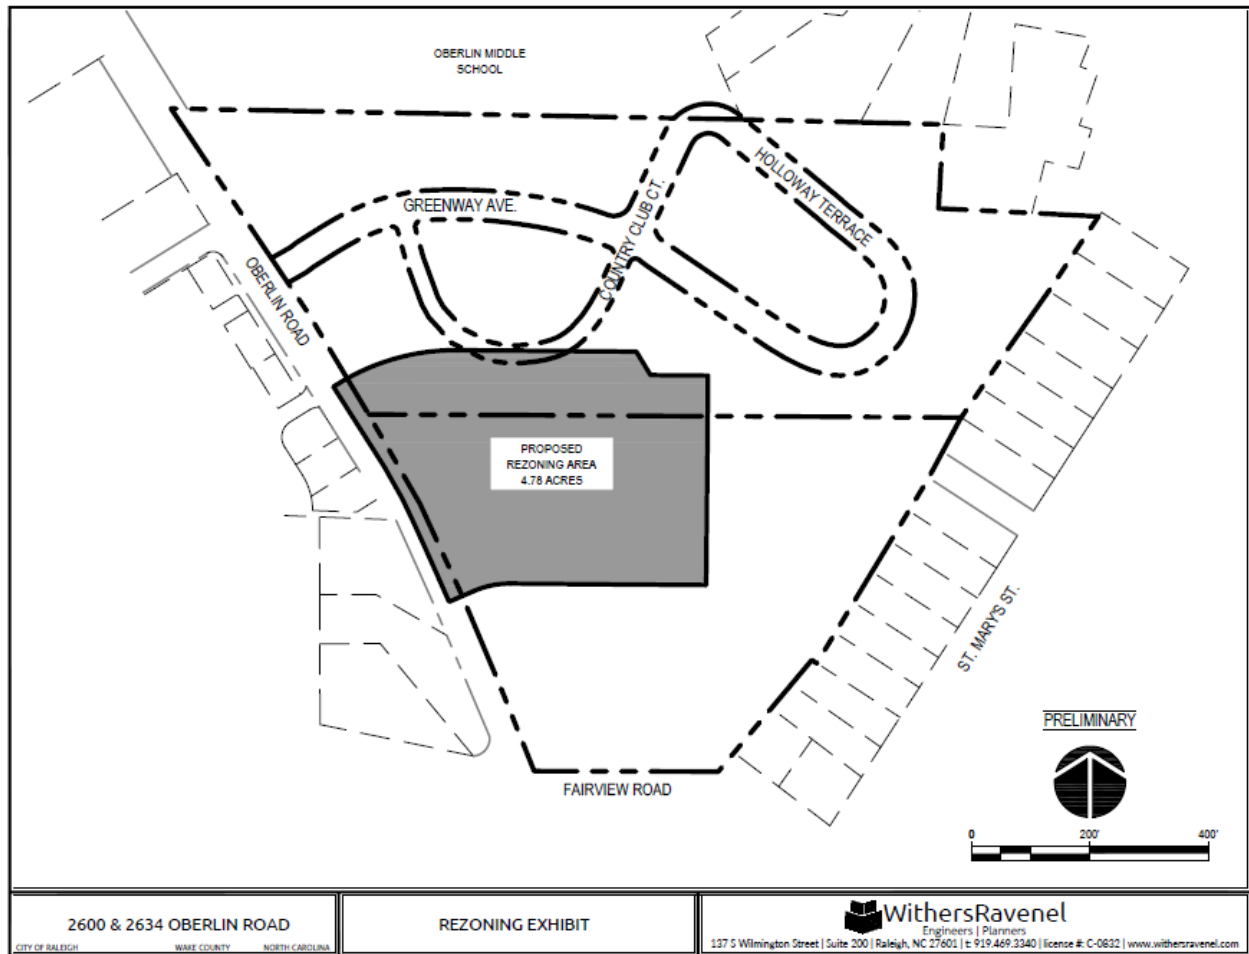 OBERLIN MIDDLE
SCHOOL
HOLLOWAY TERRACE
GREENWAY AVE.
COUNTRY CLUB CT.
OBERLIN ROAD
PROPOSED
REZONING AREA
4.78 ACRES
ST. MARY'S ST.
PRELIMINARY
FAIRVIEW ROAD
0 200' 400'
2600 & 2634 OBERLIN ROAD
CITY OF RALEIGH WAKE COUNTY NORTH CAROLINA
REZONING EXHIBIT
WithersRavenel
Engineers | Planners
137 S Wilmington Street | Suite 200 | Raleigh, NC 27601 | t: 919.469.3340 | license #: C-0832 | www.withersravenel.com